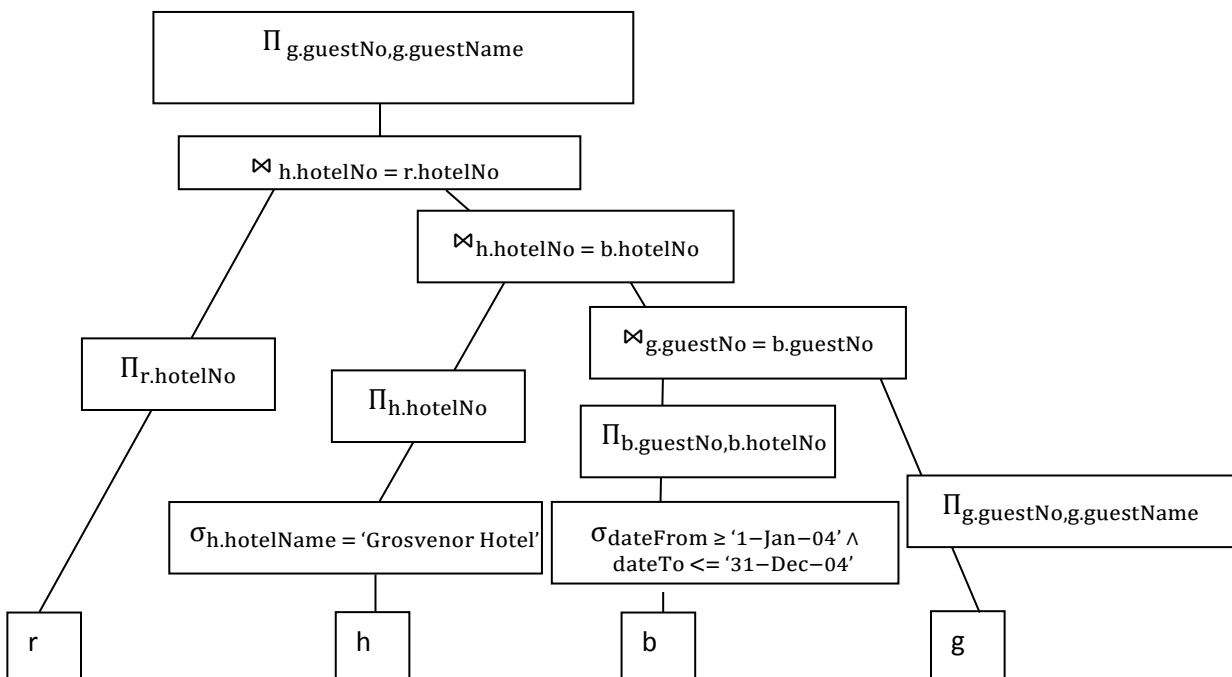 Π g.guestNo,g.guestName
⋈ h.hotelNo = r.hotelNo
⋈h.hotelNo = b.hotelNo
⋈g.guestNo = b.guestNo
Πr.hotelNo
Πh.hotelNo
Πb.guestNo,b.hotelNo
Πg.guestNo,g.guestName
σh.hotelName = ‘Grosvenor Hotel’
σdateFrom ≥ ‘1−Jan−04’ ∧
dateTo <= ‘31−Dec−04’
r
h
b
g